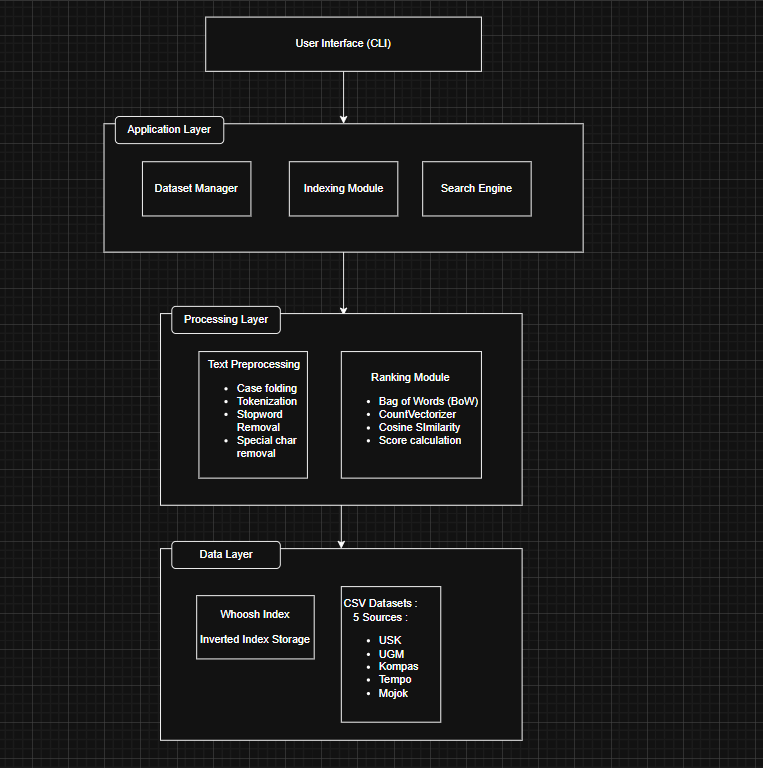 User Interface (CLI)
Application Layer
Dataset Manager
Indexing Module
Search Engine
Processing Layer
Text Preprocessing
• Case folding
• Tokenization
• Stopword
Removal
• Special char
removal
Ranking Module
• Bag of Words (BoW)
• CountVectorizer
• Cosine SImilarity
• Score calculation
Data Layer
Whoosh Index
Inverted Index Storage
CSV Datasets :
5 Sources :
• USK
• UGM
• Kompas
• Tempo
• Mojok